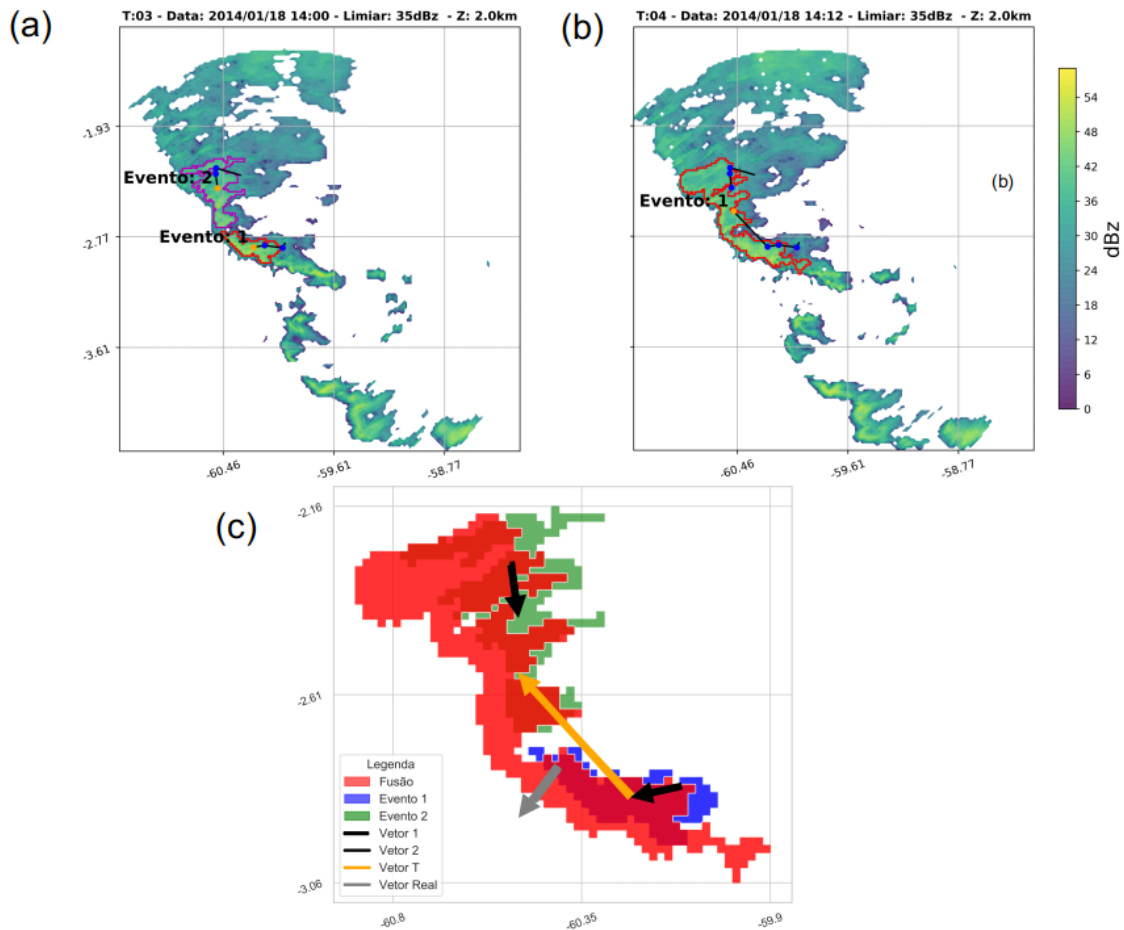 (a)
T:03 - Data: 2014/01/18 14:00 - Limiar: 35dBz - Z: 2.0km
-1.93
-2.11
-3.61
Evento: 2
Evento: 1
-60.46
-59.61
-58.77
(b)
T:04 - Data: 2014/01/18 14:12 - Limiar: 35dBz - Z: 2.0km
Evento: 1
(b)
-60.46
-59.61
-58.77
54
48
42
36
30
24
18
12
6
0
dBz
(c)
-2.16
-2.61
-3.06
Legenda
Fusão
Evento 1
Evento 2
Vetor 1
Vetor 2
Vetor T
Vetor Real
-60.8
-60.35
-59.9